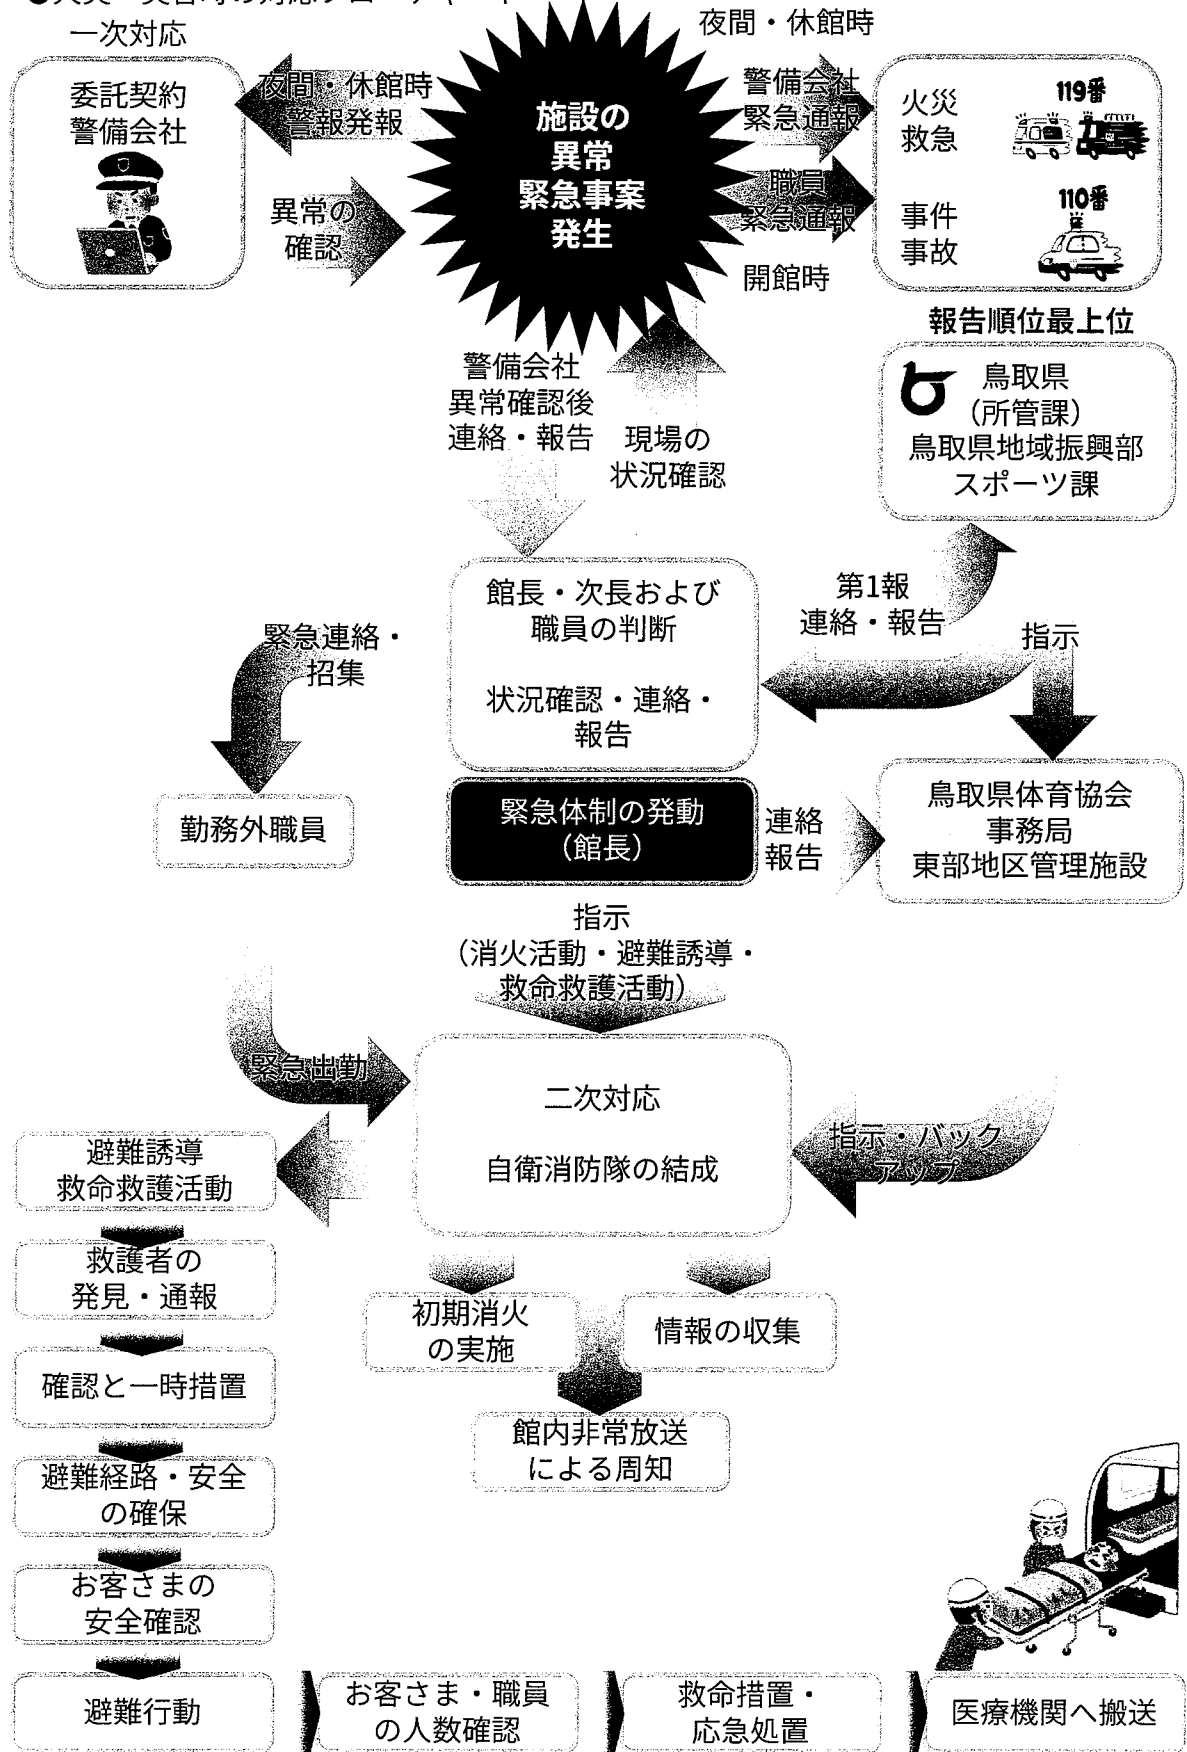 一次対応
委託契約
警備会社
夜間・休館時
警報発報
異常の
確認
施設の
異常
緊急事案
発生
夜間・休館時
警備会社
緊急通報
職員
緊急通報
開館時
火災
救急
119番
事件
事故
110番
報告順位最上位
鳥取県
（所管課）
鳥取県地域振興部
スポーツ課
警備会社
異常確認後
連絡・報告
現場の
状況確認
館長・次長および
職員の判断
状況確認・連絡・
報告
第1報
連絡・報告
指示
緊急連絡・
招集
勤務外職員
緊急体制の発動
（館長）
連絡
報告
鳥取県体育協会
事務局
東部地区管理施設
指示
（消火活動・避難誘導・
救命救護活動）
緊急出勤
二次対応
自衛消防隊の結成
指示・バック
アップ
避難誘導
救命救護活動
救護者の
発見・通報
確認と一時措置
避難経路・安全
の確保
お客さまの
安全確認
初期消火
の実施
情報の収集
館内非常放送
による周知
避難行動
お客さま・職員
の人数確認
救命措置・
応急処置
医療機関へ搬送